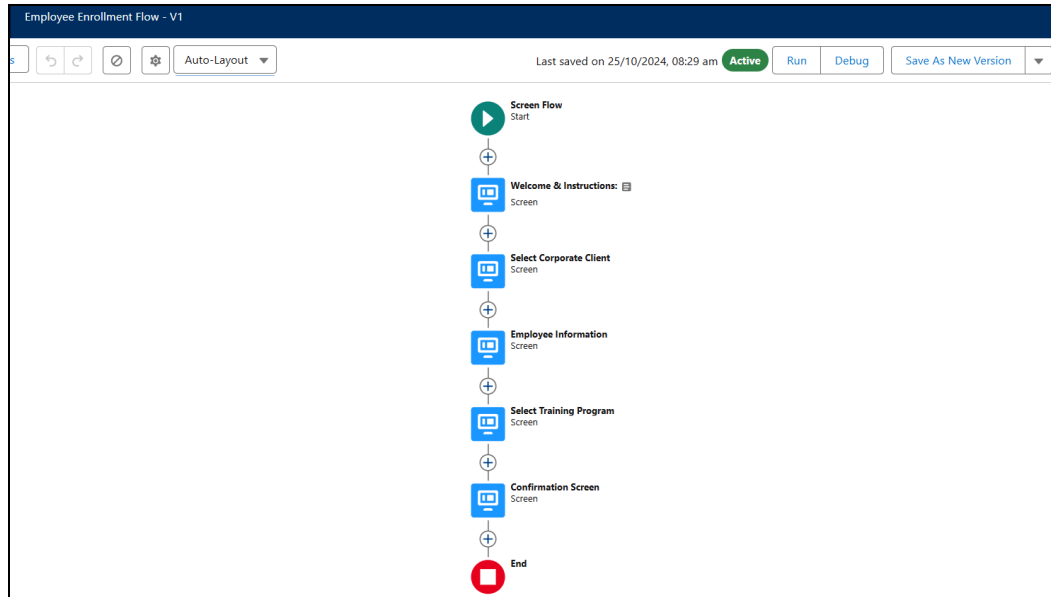 Employee Enrollment Flow - V1
s
Auto-Layout
Last saved on 25/10/2024, 08:29 am
Active
Run
Debug
Save As New Version
Screen Flow
Start
Welcome & Instructions:
Screen
Select Corporate Client
Screen
Employee Information
Screen
Select Training Program
Screen
Confirmation Screen
Screen
End